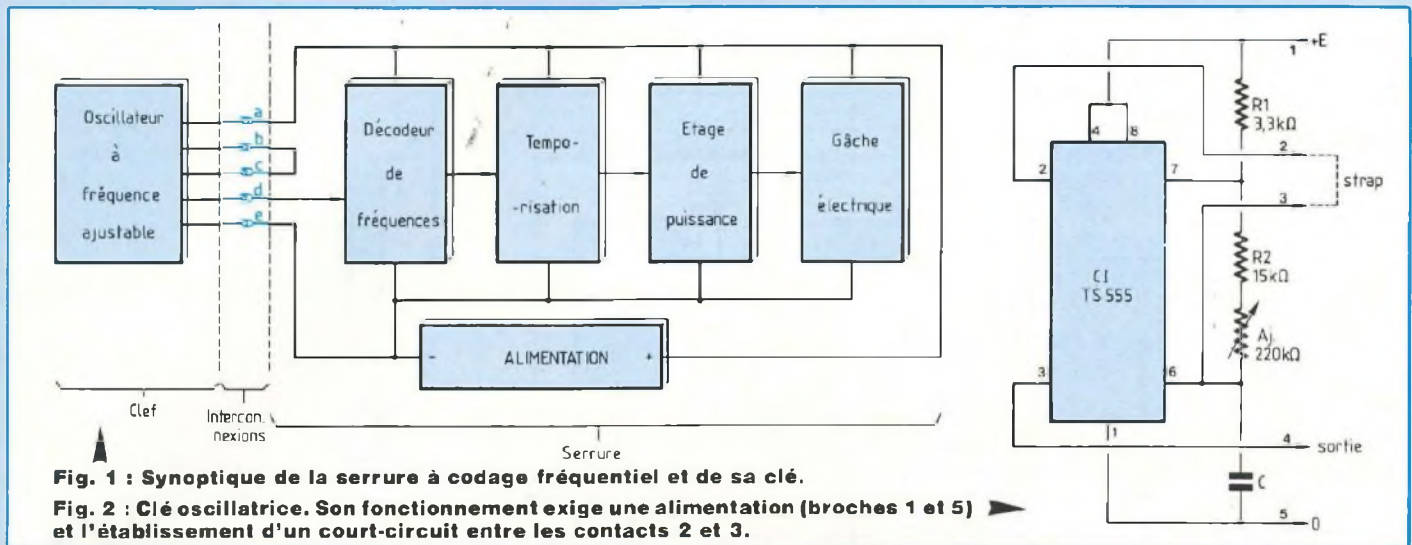 Oscillateur
à
fréquence
ajustable
a
b
c
d
e
Décodeur
de
fréquences
Tempo-
-risation
Etage
de
puissance
Gâche
électrique
- ALIMENTATION +
Clef
Intercon.
nexions
Serrure
Fig. 1 : Synoptique de la serrure à codage fréquentiel et de sa clé.
Fig. 2 : Clé oscillatrice. Son fonctionnement exige une alimentation (broches 1 et 5)
et l'établissement d'un court-circuit entre les contacts 2 et 3.
1 +E
R1
3,3kΩ
4 8
2
2 7
strap
3
R2
15kΩ
CI
TS 555
Aj.
220kΩ
3 6
1
4 sortie
C
5 0